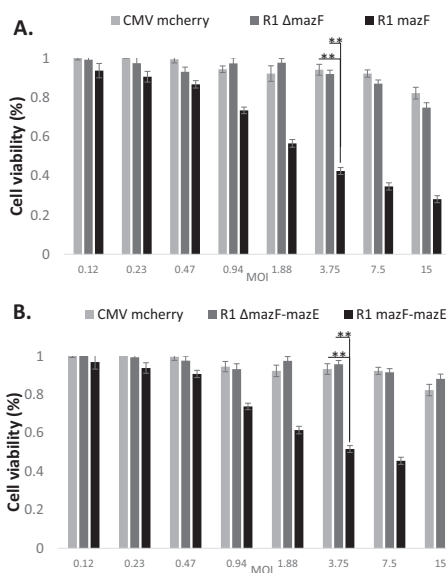 A.
CMV mcherry R1 ΔmazF R1 mazF
Cell viability (%)
1
0.8
0.6
0.4
0.2
0
**
**
0.12 0.23 0.47 0.94 1.88 3.75 7.5 15
MOI
B.
CMV mcherry R1 ΔmazF-mazE R1 mazF-mazE
Cell viability (%)
1
0.8
0.6
0.4
0.2
0
**
**
0.12 0.23 0.47 0.94 1.88 3.75 7.5 15
MOI